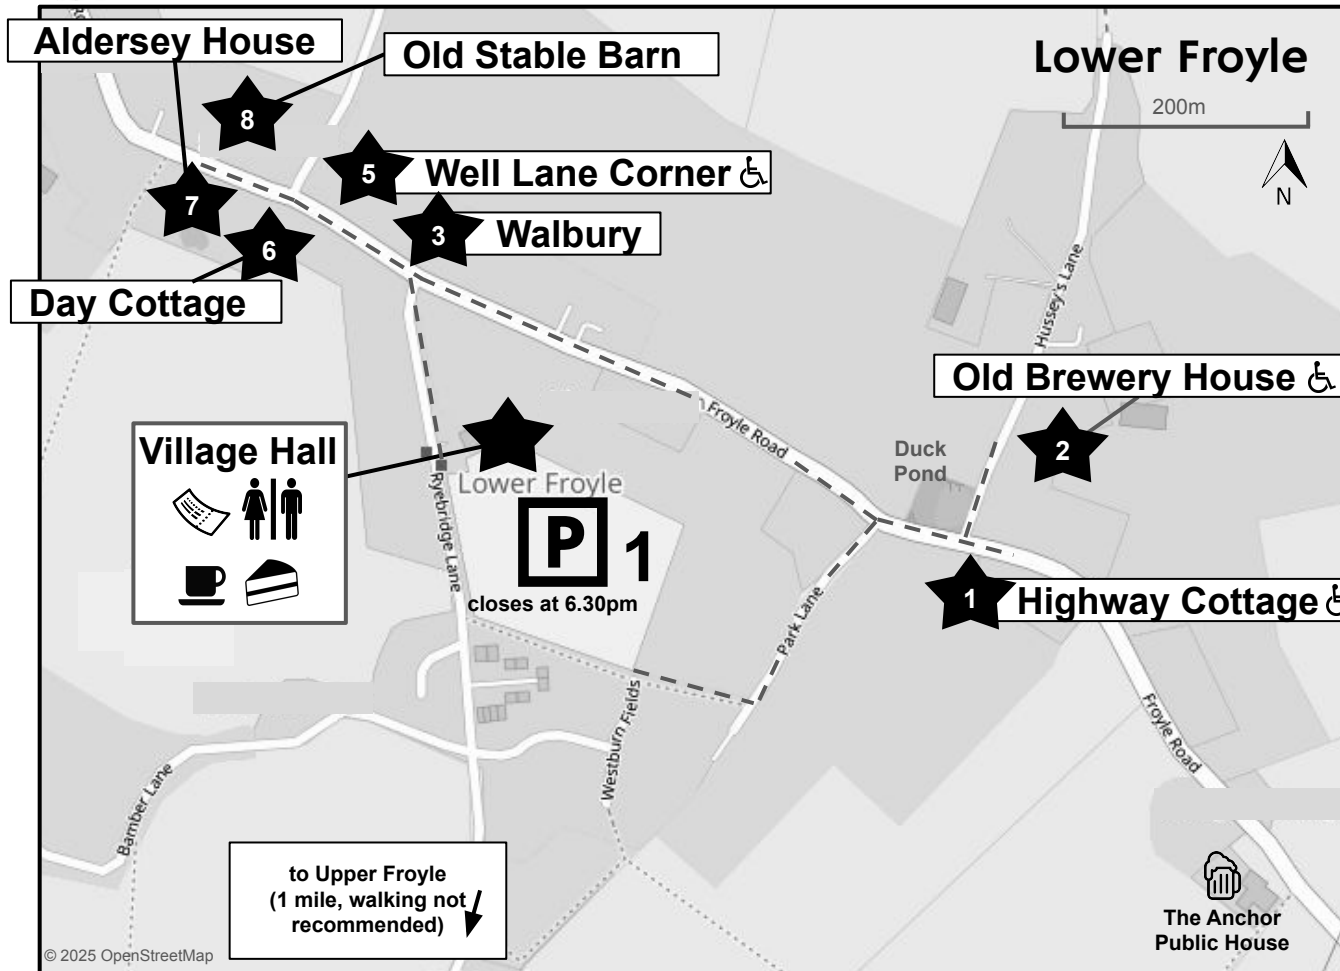 Aldersey House
Old Stable Barn
Lower Froyle
200m
N
8
5
Well Lane Corner
7
3
Walbury
6
Day Cottage
Hussey's Lane
Old Brewery House
2
Duck
Pond
Froyle Road
Village Hall
Lower Froyle
P 1
closes at 6.30pm
Ryebridge Lane
1
Highway Cottage
Park Lane
Westburn Fields
Froyle Road
Bamber Lane
to Upper Froyle
(1 mile, walking not
recommended)
The Anchor
Public House
© 2025 OpenStreetMap